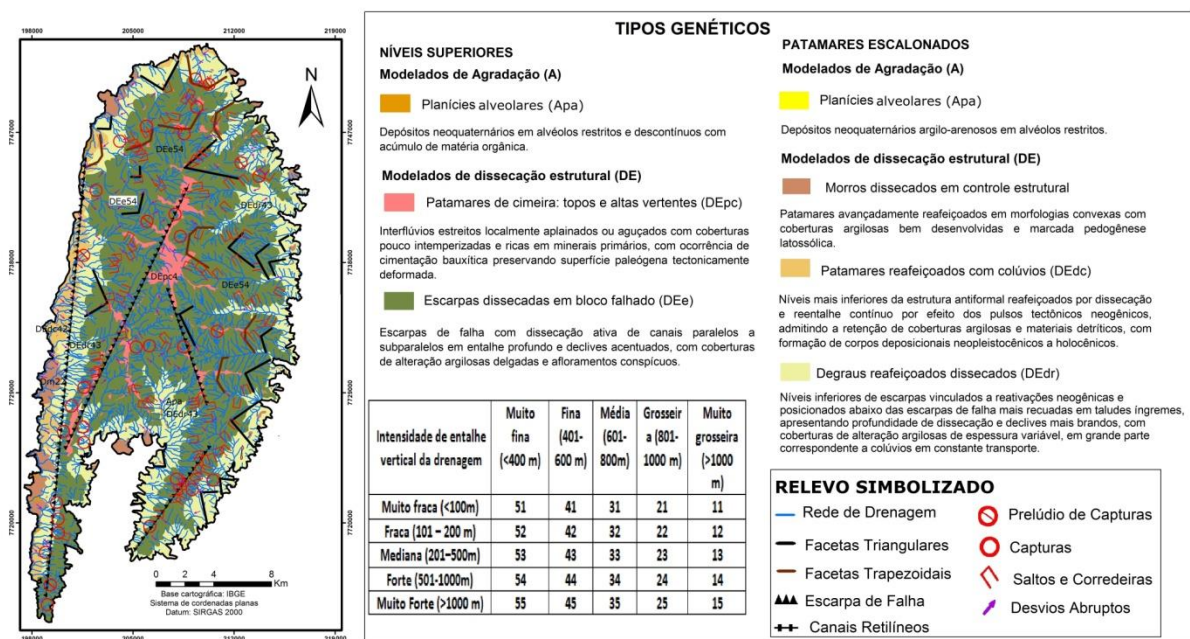 198000 205000 212000 219000
N
7747000
7738000
7729000
7720000
7747000
7738000
7729000
7720000
DEe54
DEe54
DEdr43
DEpc4
DEe54
DEdc42
DEdr43
Dm22
Apa
DEdr43
0 2 4 8
Km
Base cartográfica: IBGE
Sistema de cordenadas planas
Datum: SIRGAS 2000
198000 205000 212000 219000
TIPOS GENÉTICOS
NÍVEIS SUPERIORES
Modelados de Agradação (A)
Planícies alveolares (Apa)
Depósitos neoquaternários em alvéolos restritos e descontínuos com
acúmulo de matéria orgânica.
Modelados de dissecação estrutural (DE)
Patamares de cimeira: topos e altas vertentes (DEpc)
Interflúvios estreitos localmente aplainados ou aguçados com coberturas
pouco intemperizadas e ricas em minerais primários, com ocorrência de
cimentação bauxítica preservando superfície paleógena tectonicamente
deformada.
Escarpas dissecadas em bloco falhado (DEe)
Escarpas de falha com dissecação ativa de canais paralelos a
subparalelos em entalhe profundo e declives acentuados, com coberturas
de alteração argilosas delgadas e afloramentos conspícuos.
PATAMARES ESCALONADOS
Modelados de Agradação (A)
Planícies alveolares (Apa)
Depósitos neoquaternários argilo-arenosos em alvéolos restritos.
Modelados de dissecação estrutural (DE)
Morros dissecados em controle estrutural
Patamares avançadamente reafeiçoados em morfologias convexas com
coberturas argilosas bem desenvolvidas e marcada pedogênese
latossólica.
Patamares reafeiçoados com colúvios (DEdc)
Níveis mais inferiores da estrutura antiformal reafeiçoados por dissecação
e reentalhe contínuo por efeito dos pulsos tectônicos neogênicos,
admitindo a retenção de coberturas argilosas e materiais detríticos, com
formação de corpos deposicionais neopleistocênicos a holocênicos.
Degraus reafeiçoados dissecados (DEdr)
Níveis inferiores de escarpas vinculados a reativações neogênicas e
posicionados abaixo das escarpas de falha mais recuadas em taludes íngremes,
apresentando profundidade de dissecação e declives mais brandos, com
coberturas de alteração argilosas de espessura variável, em grande parte
correspondente a colúvios em constante transporte.
Intensidade de entalhe
vertical da drenagem
Muito
fina
(<400 m)
Fina
(401-
600 m)
Média
(601-
800m)
Grosseir
a (801-
1000 m)
Muito
grosseira
(>1000
m)
Muito fraca (<100m) 51 41 31 21 11
Fraca (101 – 200 m) 52 42 32 22 12
Mediana (201–500m) 53 43 33 23 13
Forte (501-1000m) 54 44 34 24 14
Muito Forte (>1000 m) 55 45 35 25 15
RELEVO SIMBOLIZADO
Rede de Drenagem
Facetas Triangulares
Facetas Trapezoidais
Escarpa de Falha
Canais Retilíneos
Prelúdio de Capturas
Capturas
Saltos e Corredeiras
Desvios Abruptos